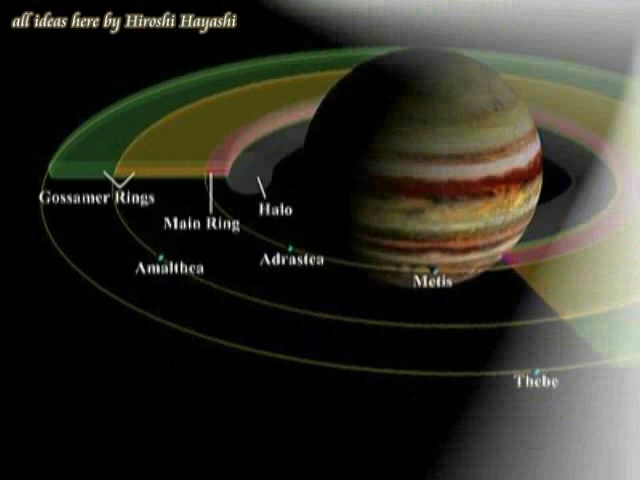 all ideas here by Hiroshi Hayashi
Gossamer Rings
Halo
Main Ring
Adrastea
Amalthea
Metis
Thebe